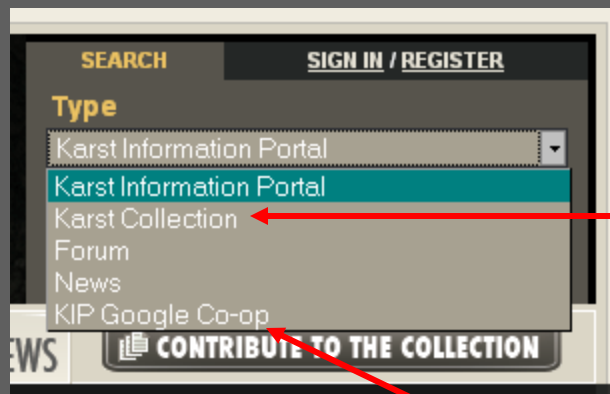 SEARCH SIGN IN / REGISTER
Type
Karst Information Portal
Karst Information Portal
Karst Collection
Forum
News
KIP Google Co-op
EWS CONTRIBUTE TO THE COLLECTION